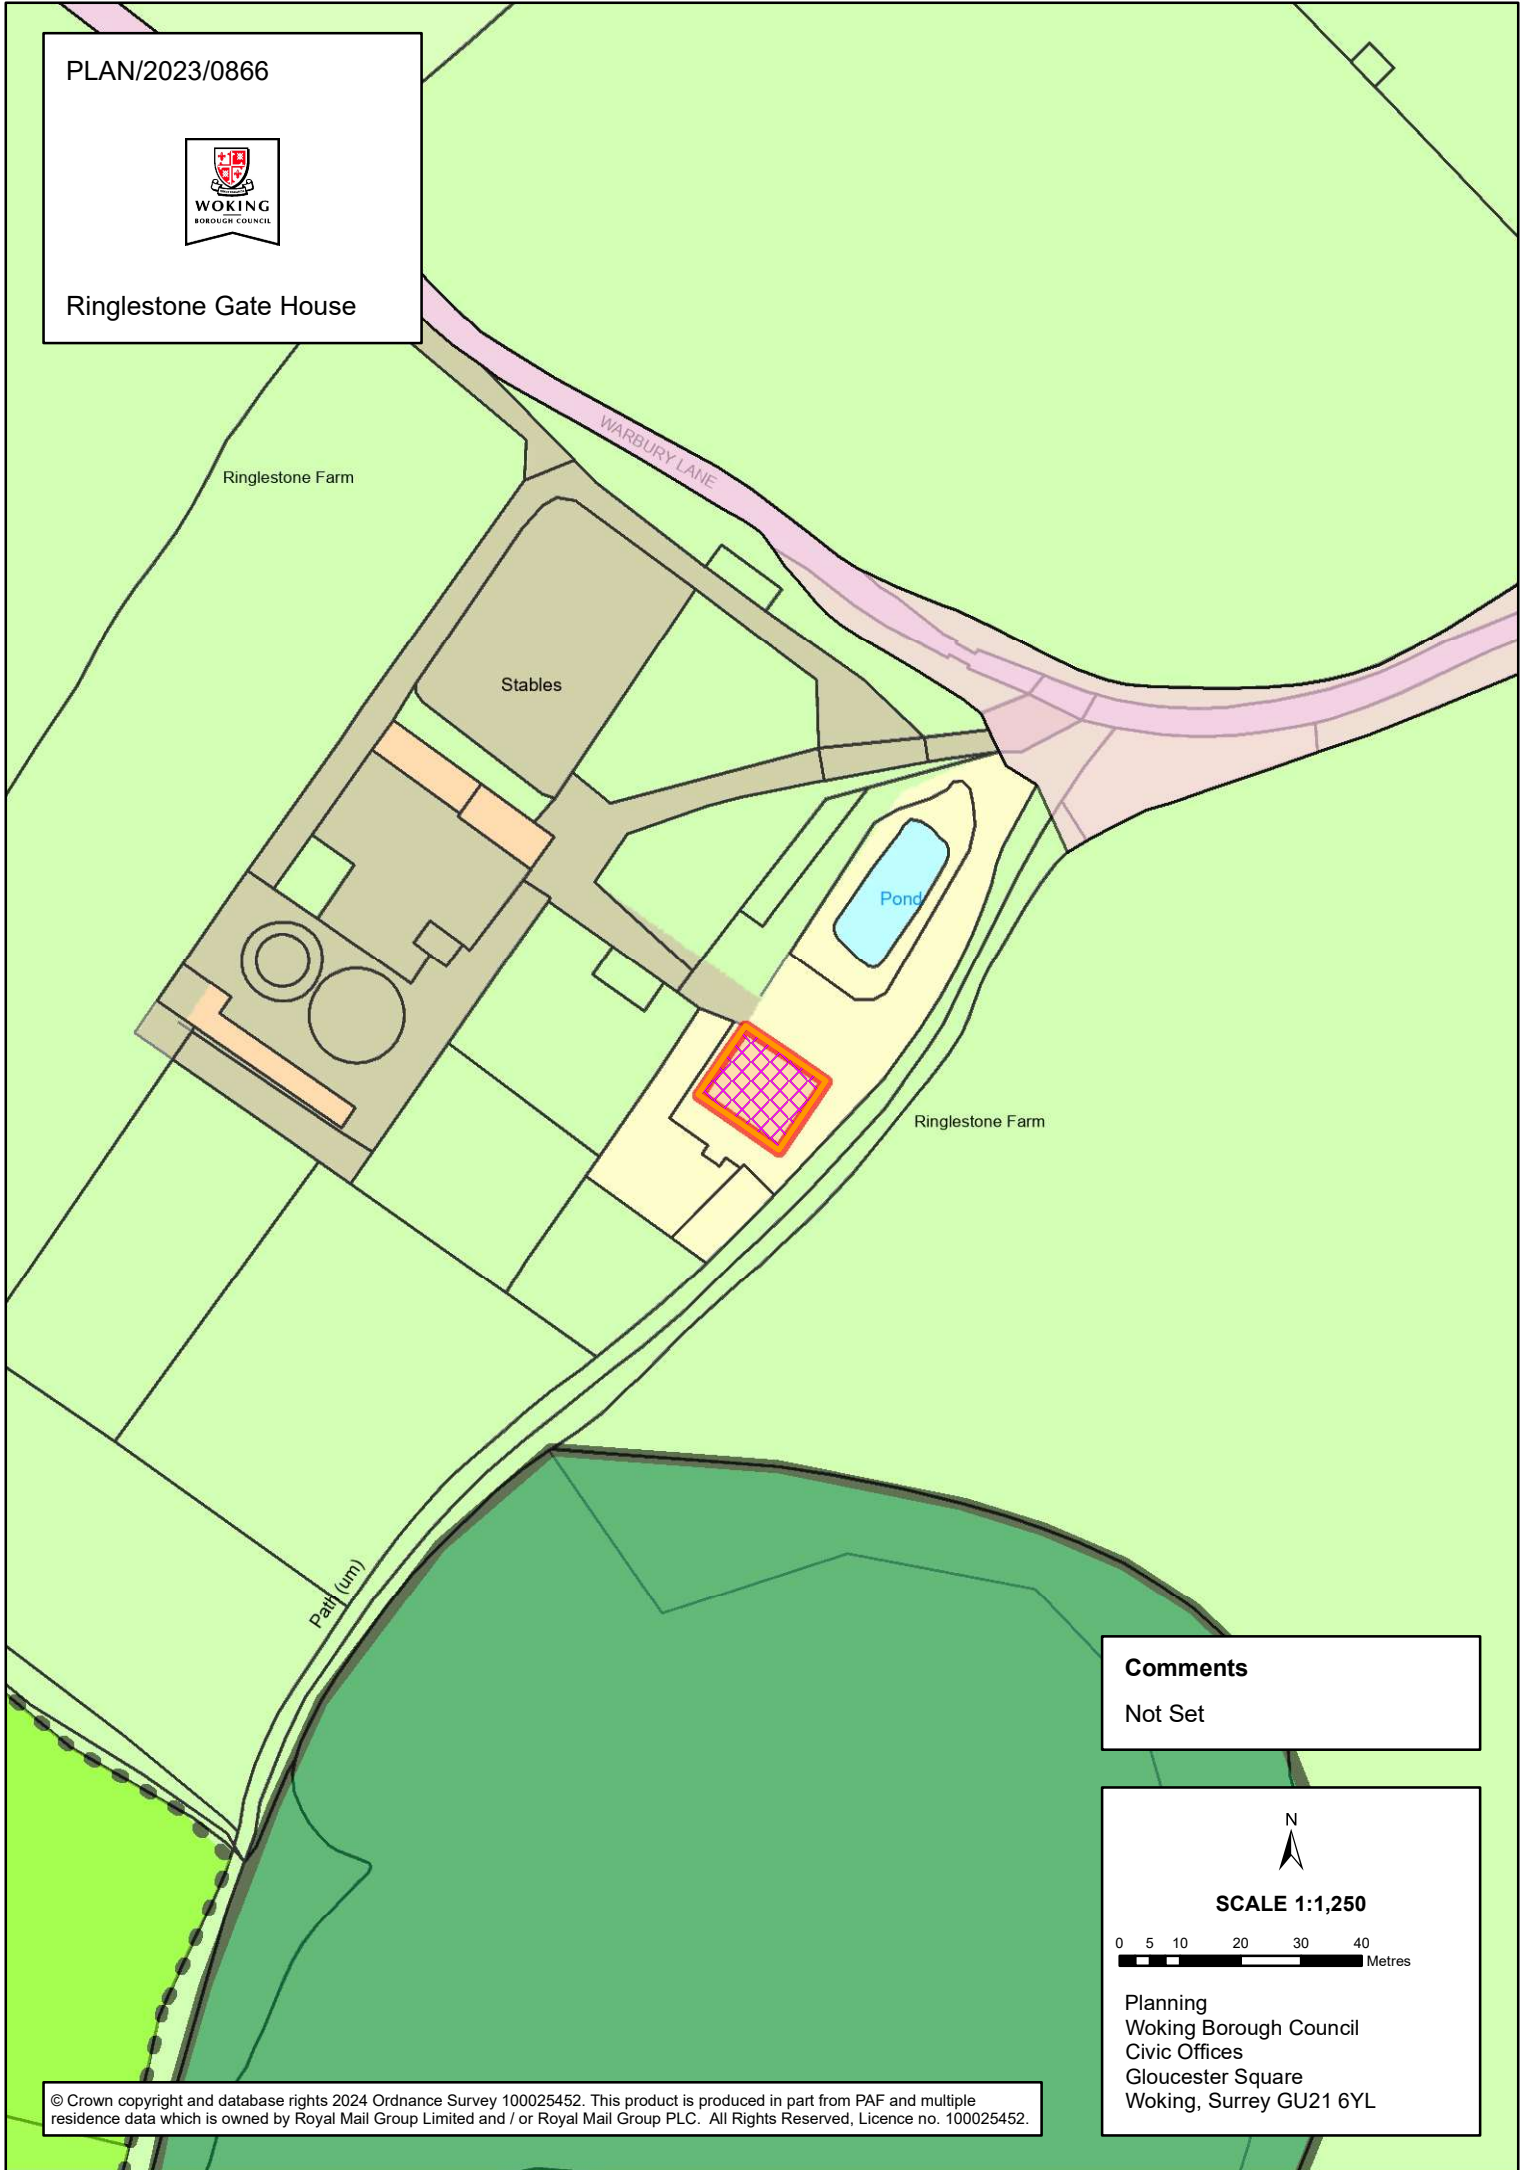 PLAN/2023/0866
WOKING
BOROUGH COUNCIL
Ringlestone Gate House
WARBURY LANE
Ringlestone Farm
Stables
Pond
Ringlestone Farm
Path (um)
Comments
Not Set
N
SCALE 1:1,250
0 5 10 20 30 40
Metres
Planning
Woking Borough Council
Civic Offices
Gloucester Square
Woking, Surrey GU21 6YL
© Crown copyright and database rights 2024 Ordnance Survey 100025452. This product is produced in part from PAF and multiple
residence data which is owned by Royal Mail Group Limited and / or Royal Mail Group PLC. All Rights Reserved, Licence no. 100025452.